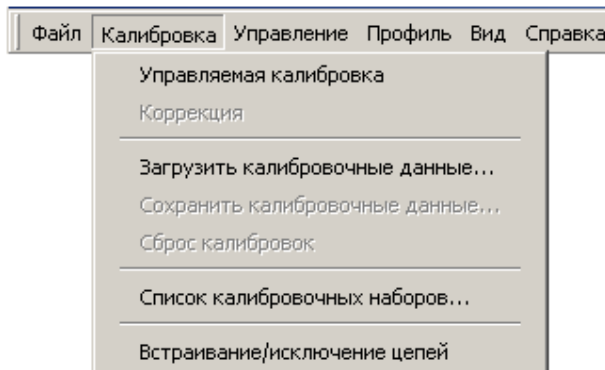 Файл Калибровка Управление Профиль Вид Справка
Управляемая калибровка
Коррекция
Загрузить калибровочные данные...
Сохранить калибровочные данные...
Сброс калибровок
Список калибровочных наборов...
Встраивание/исключение цепей